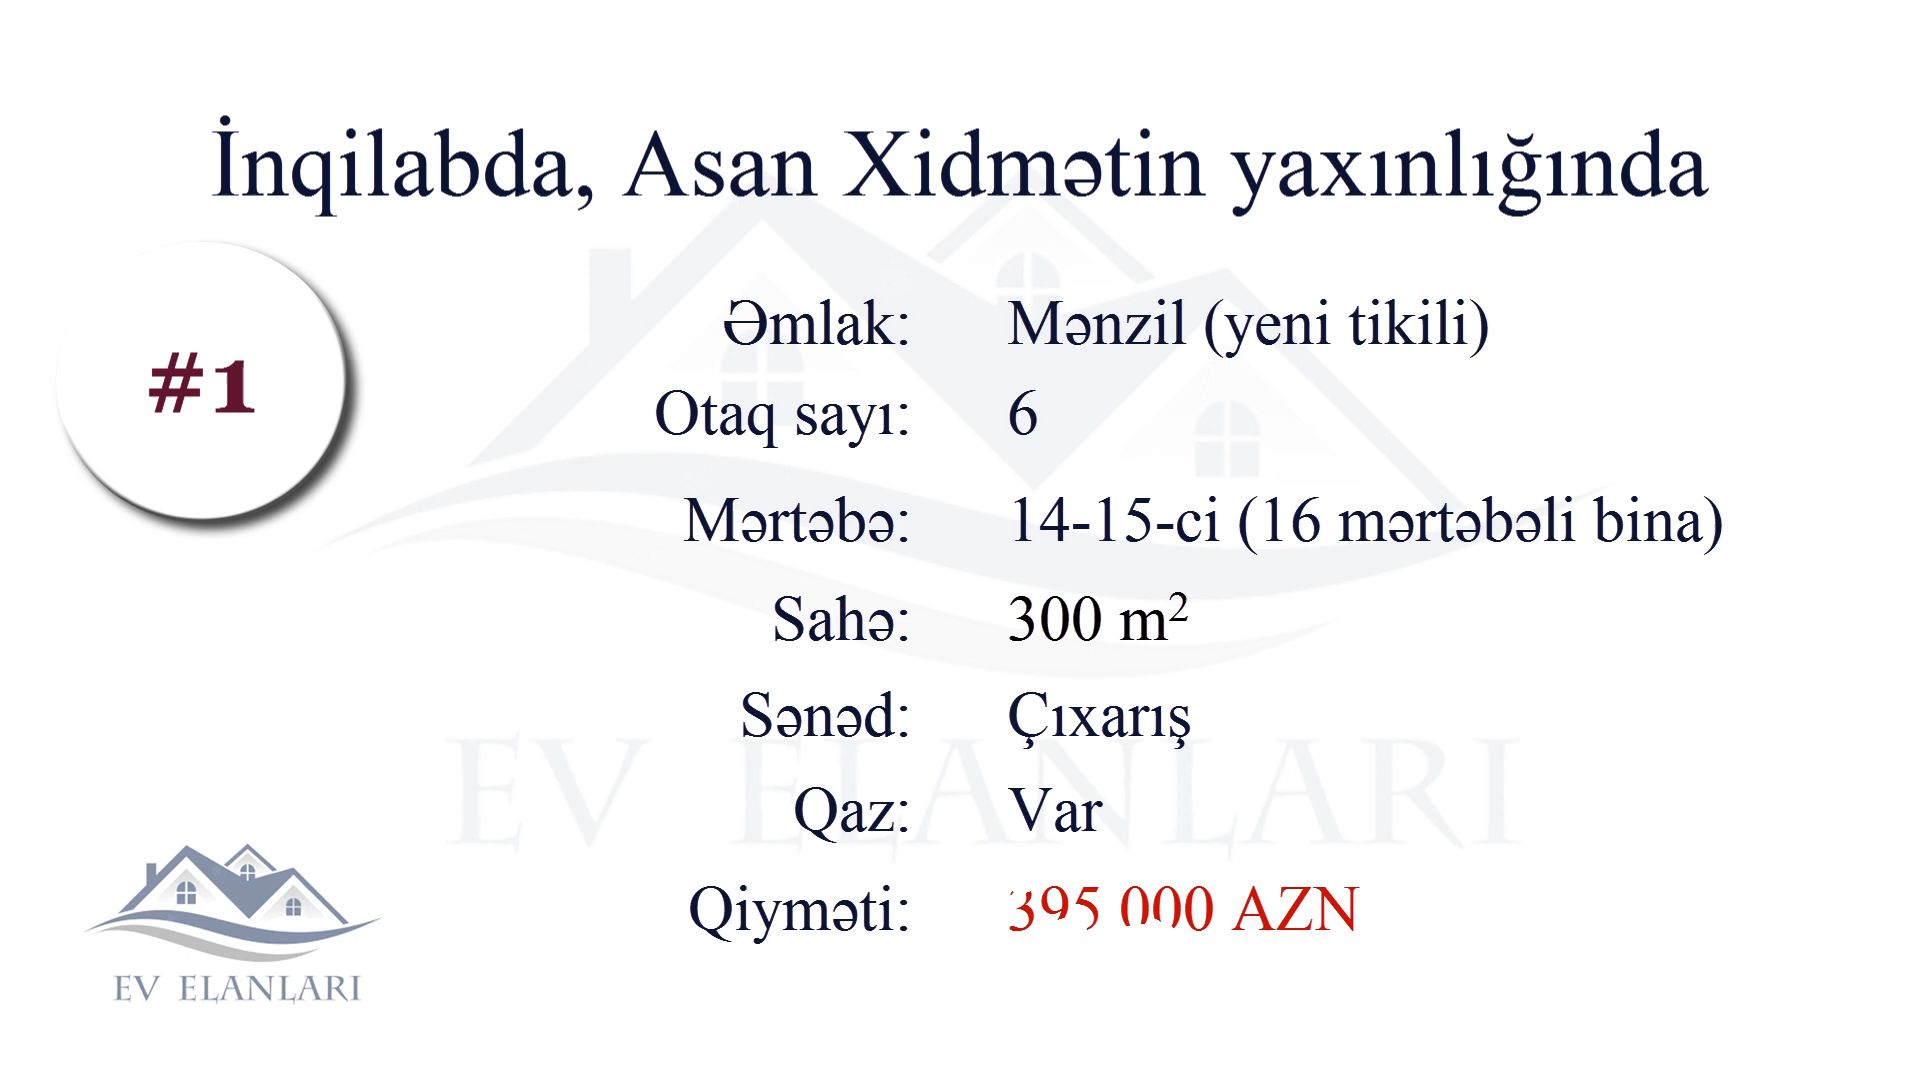 İnqilabda, Asan Xidmətin yaxınlığında
#1
Əmlak: Mənzil (yeni tikili)
Otaq sayı: 6
Mərtəbə: 14-15-ci (16 mərtəbəli bina)
Sahə: 300 m²
Sənəd: Çıxarış
Qaz: Var
Qiyməti: 395 000 AZN
EV ELANLARI
EV ELANLARI